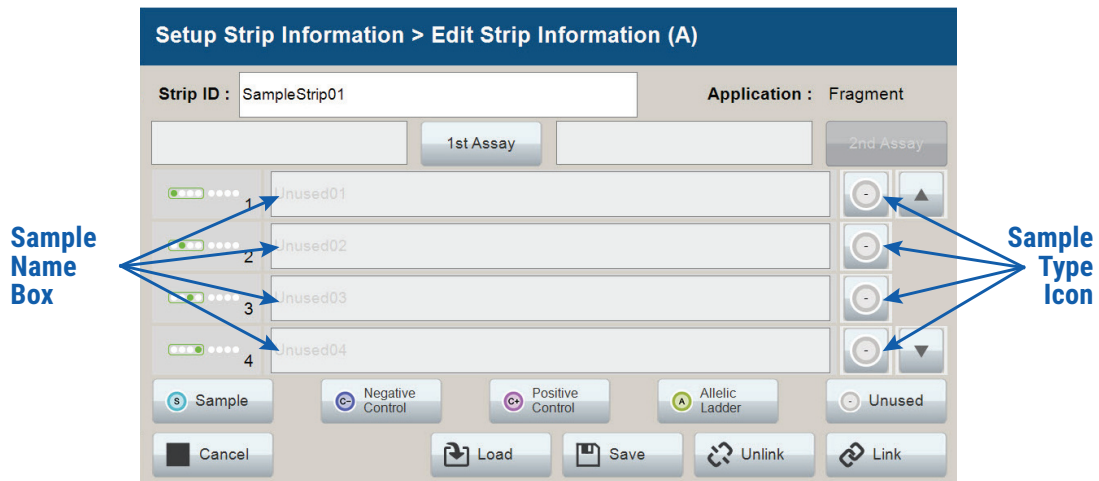 Setup Strip Information > Edit Strip Information (A)
Strip ID : SampleStrip01 Application : Fragment
1st Assay 2nd Assay
1 Unused01 -
2 Unused02 -
3 Unused03 -
4 Unused04 -
Sample
Name
Box
Sample
Type
Icon
S Sample
C- Negative
Control
C+ Positive
Control
A Allelic
Ladder
- Unused
Cancel Load Save Unlink Link